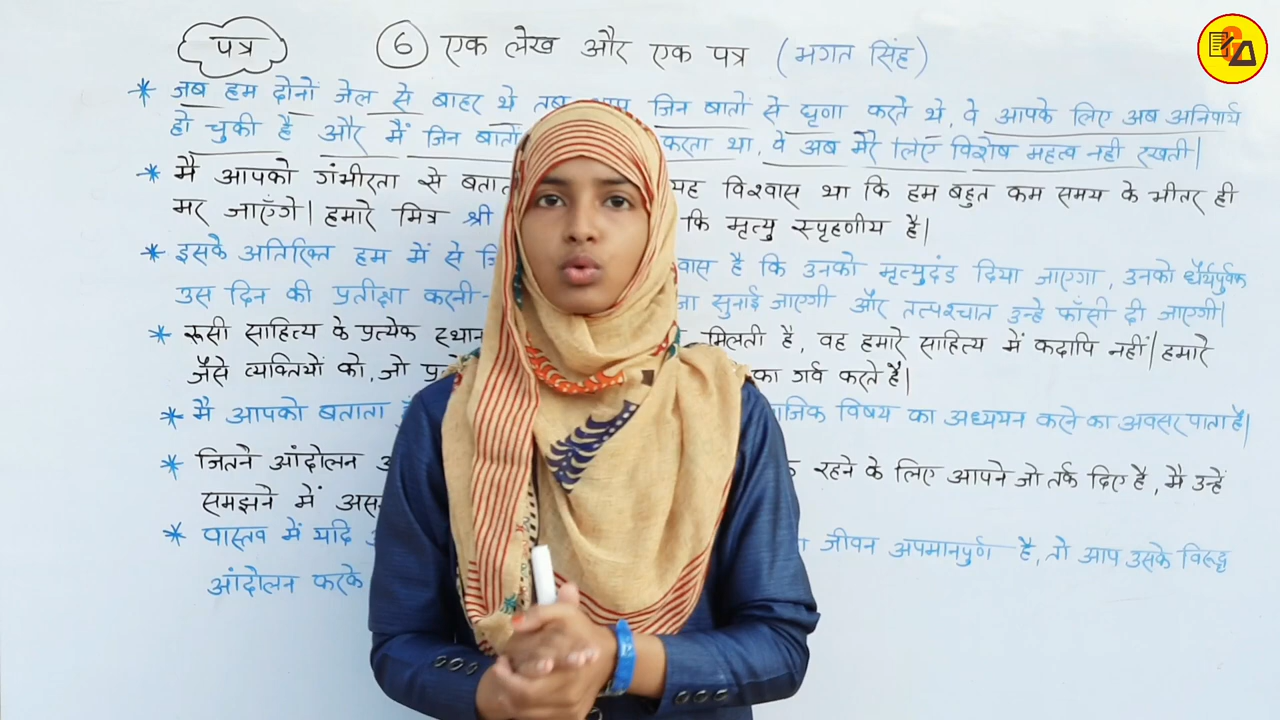 पत्र
6 एक लेख और एक पत्र (भगत सिंह)
* जब हम दोनों जेल से बाहर थे तब जिन बातों से घृणा करते थे, वे आपके लिए अब अनिवार्य
हो चुकी है और मैं जिन बातों करता था, वे अब मेरे लिए विशेष महत्व नही रखती|
* मै आपको गंभीरता से यह विश्वास था कि हम बहुत कम समय के भीतर ही
मर जाएँगे| हमारे मित्र श्री कि मृत्यु स्पृहणीय है|
* इसके अतिरिक्त हम में से है कि उनको मृत्युदंड दिया जाएगा, उनको धैर्यपुर्वक
उस दिन की प्रतीक्षा करनी सुनाई जाएगी और तत्पश्चात उन्हे फाँसी दी जाएगी|
* रूसी साहित्य के प्रत्येक स्थान मिलती है, वह हमारे साहित्य में कदापि नहीं| हमारे
जैसे व्यक्तियों को, जो का गर्व करते है|
* मै आपको बताता विषय का अध्ययन करने का अवसर पाता है|
* जितने आंदोलन रहने के लिए आपने जो तर्क दिए है, मै उन्हें
समझने में
* वास्तव में यदि जीवन अपमानपुर्ण है, तो आप उसके विरूद्ध
आंदोलन करके